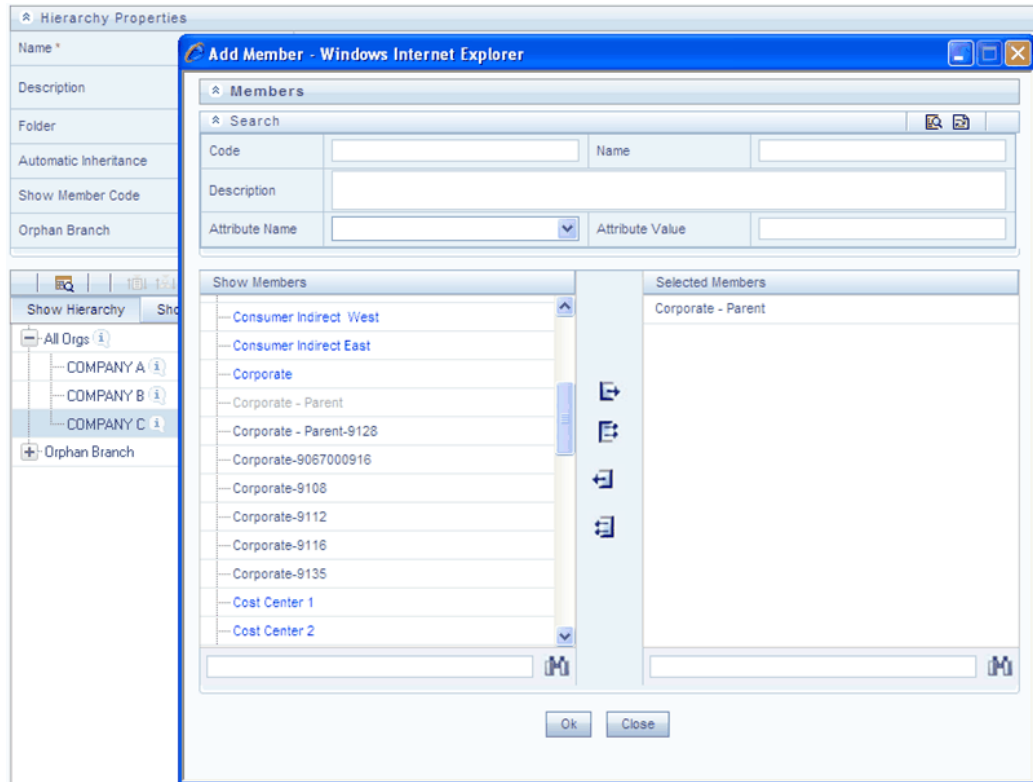 Hierarchy Properties
Name *
Description
Folder
Automatic Inheritance
Show Member Code
Orphan Branch
Show Hierarchy
All Orgs
COMPANY A
COMPANY B
COMPANY C
Orphan Branch
Add Member - Windows Internet Explorer
Members
Search
Code Name
Description
Attribute Name Attribute Value
Show Members
Consumer Indirect West
Consumer Indirect East
Corporate
Corporate - Parent
Corporate - Parent-9128
Corporate-9067000916
Corporate-9108
Corporate-9112
Corporate-9116
Corporate-9135
Cost Center 1
Cost Center 2
Selected Members
Corporate - Parent
Ok Close